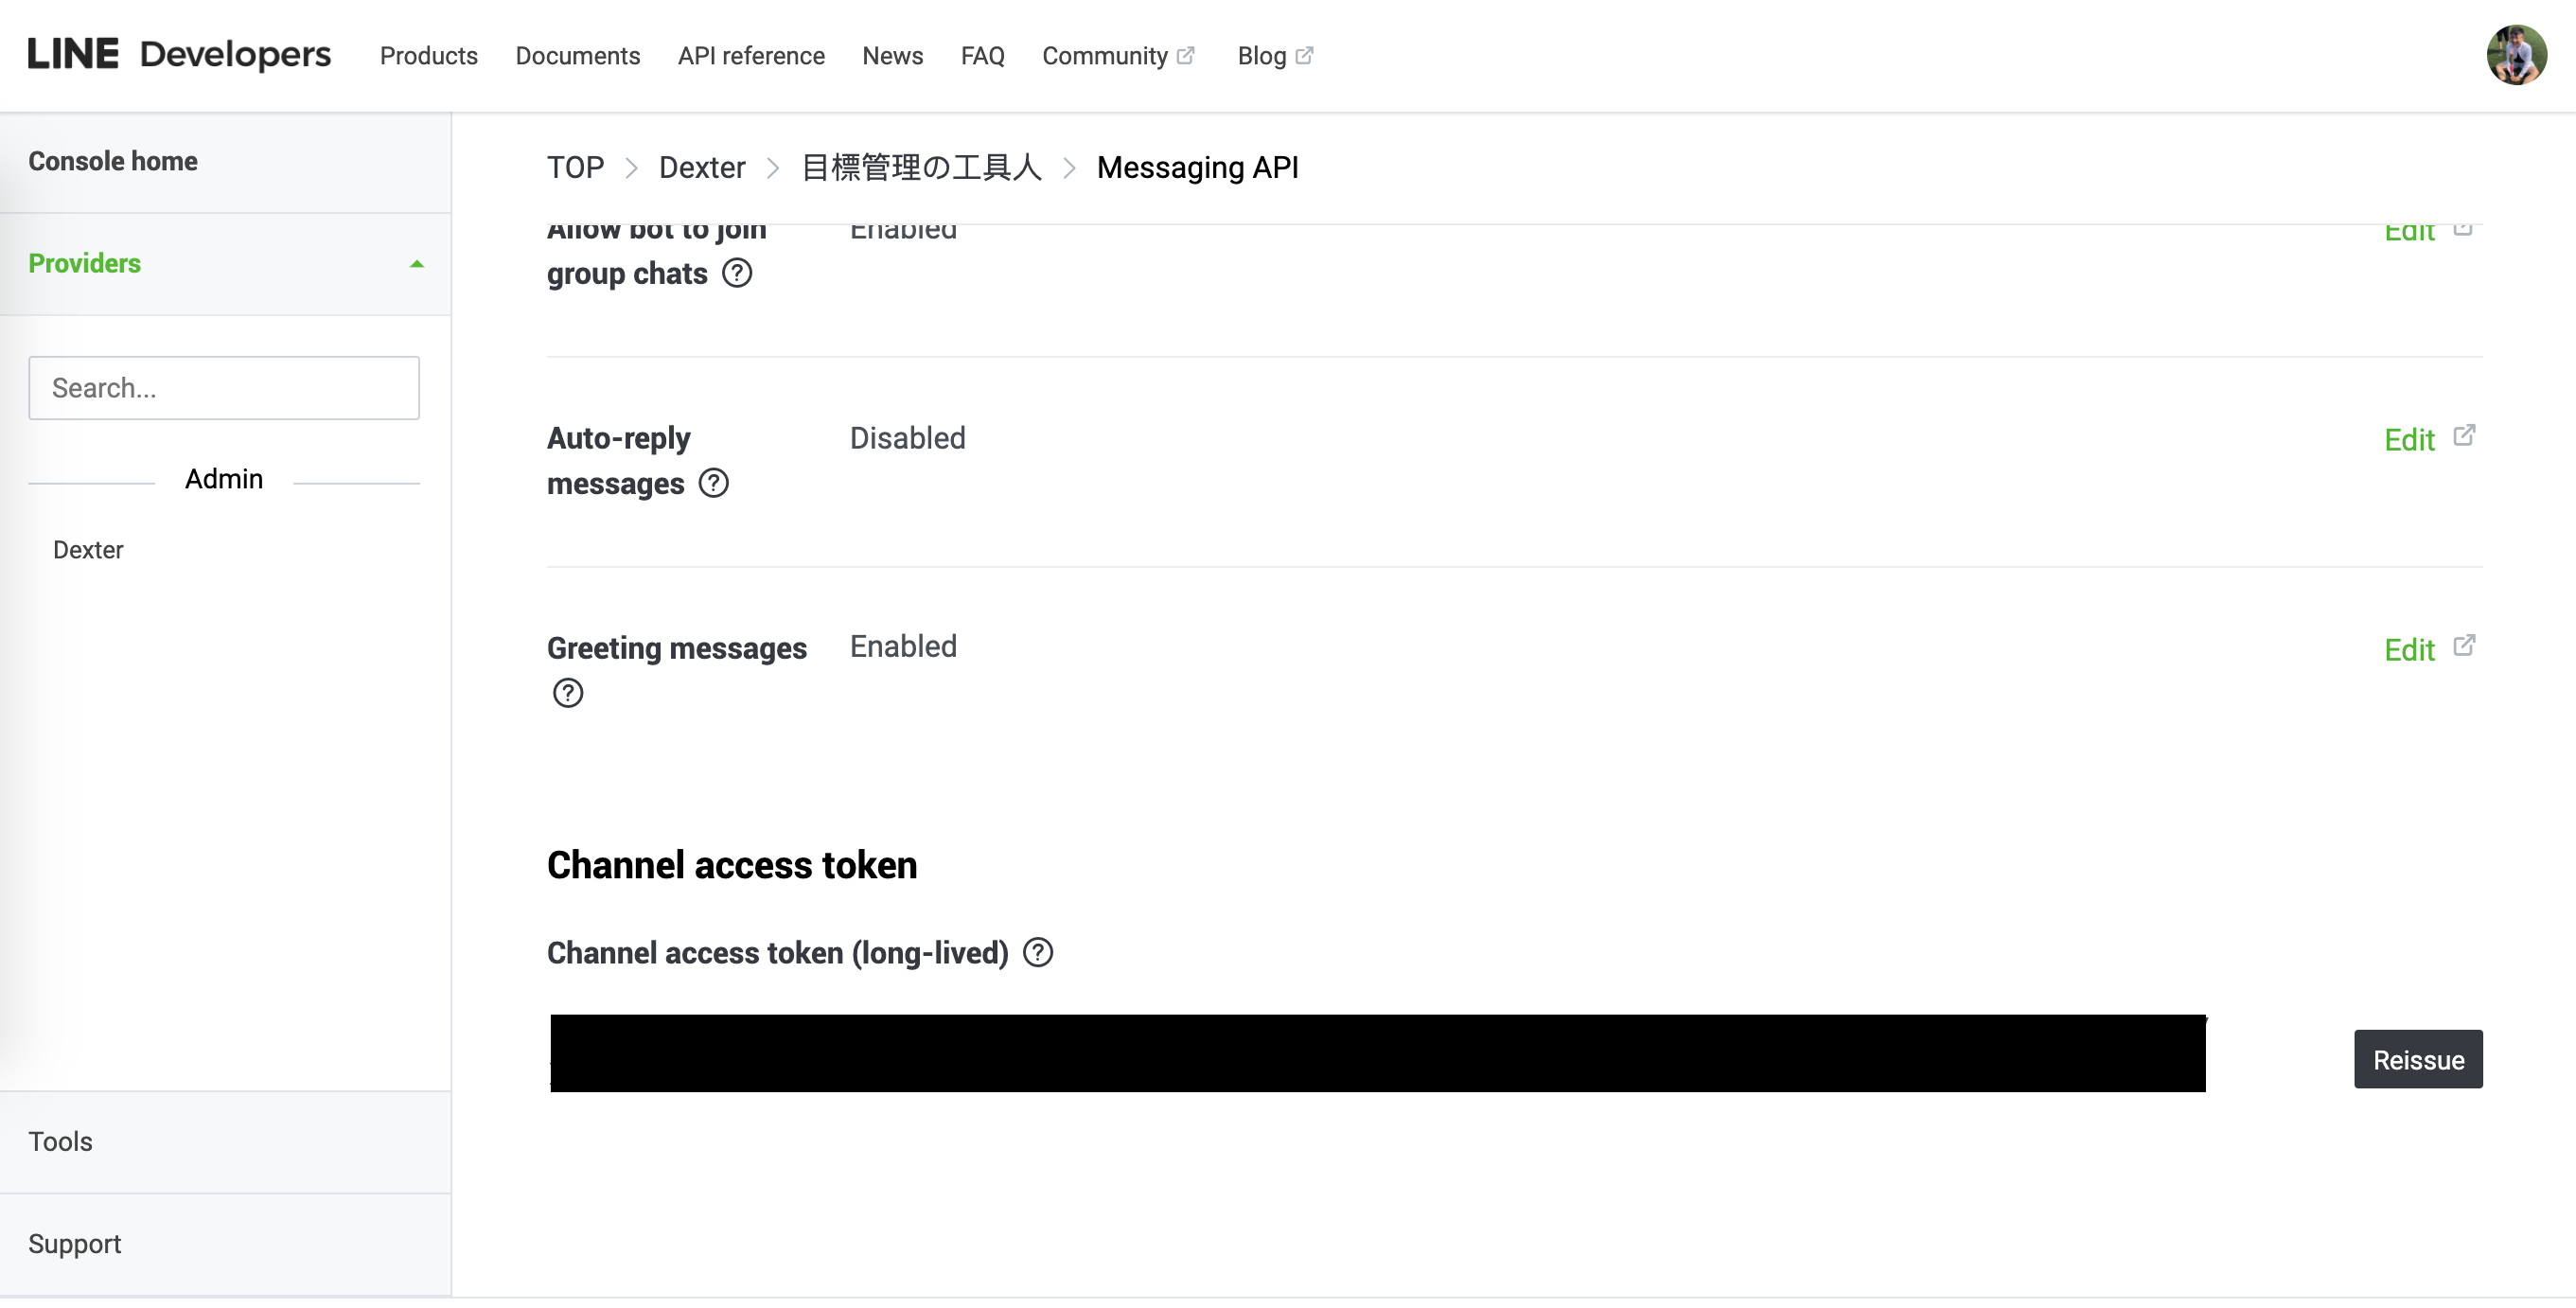 LINE Developers Products Documents API reference News FAQ Community Blog
Console home
Providers
Search...
Admin
Dexter
Tools
Support
TOP > Dexter > 目標管理の工具人 > Messaging API
Allow bot to join group chats
Enabled
Edit
Auto-reply messages
Disabled
Edit
Greeting messages
Enabled
Edit
Channel access token
Channel access token (long-lived)
Reissue